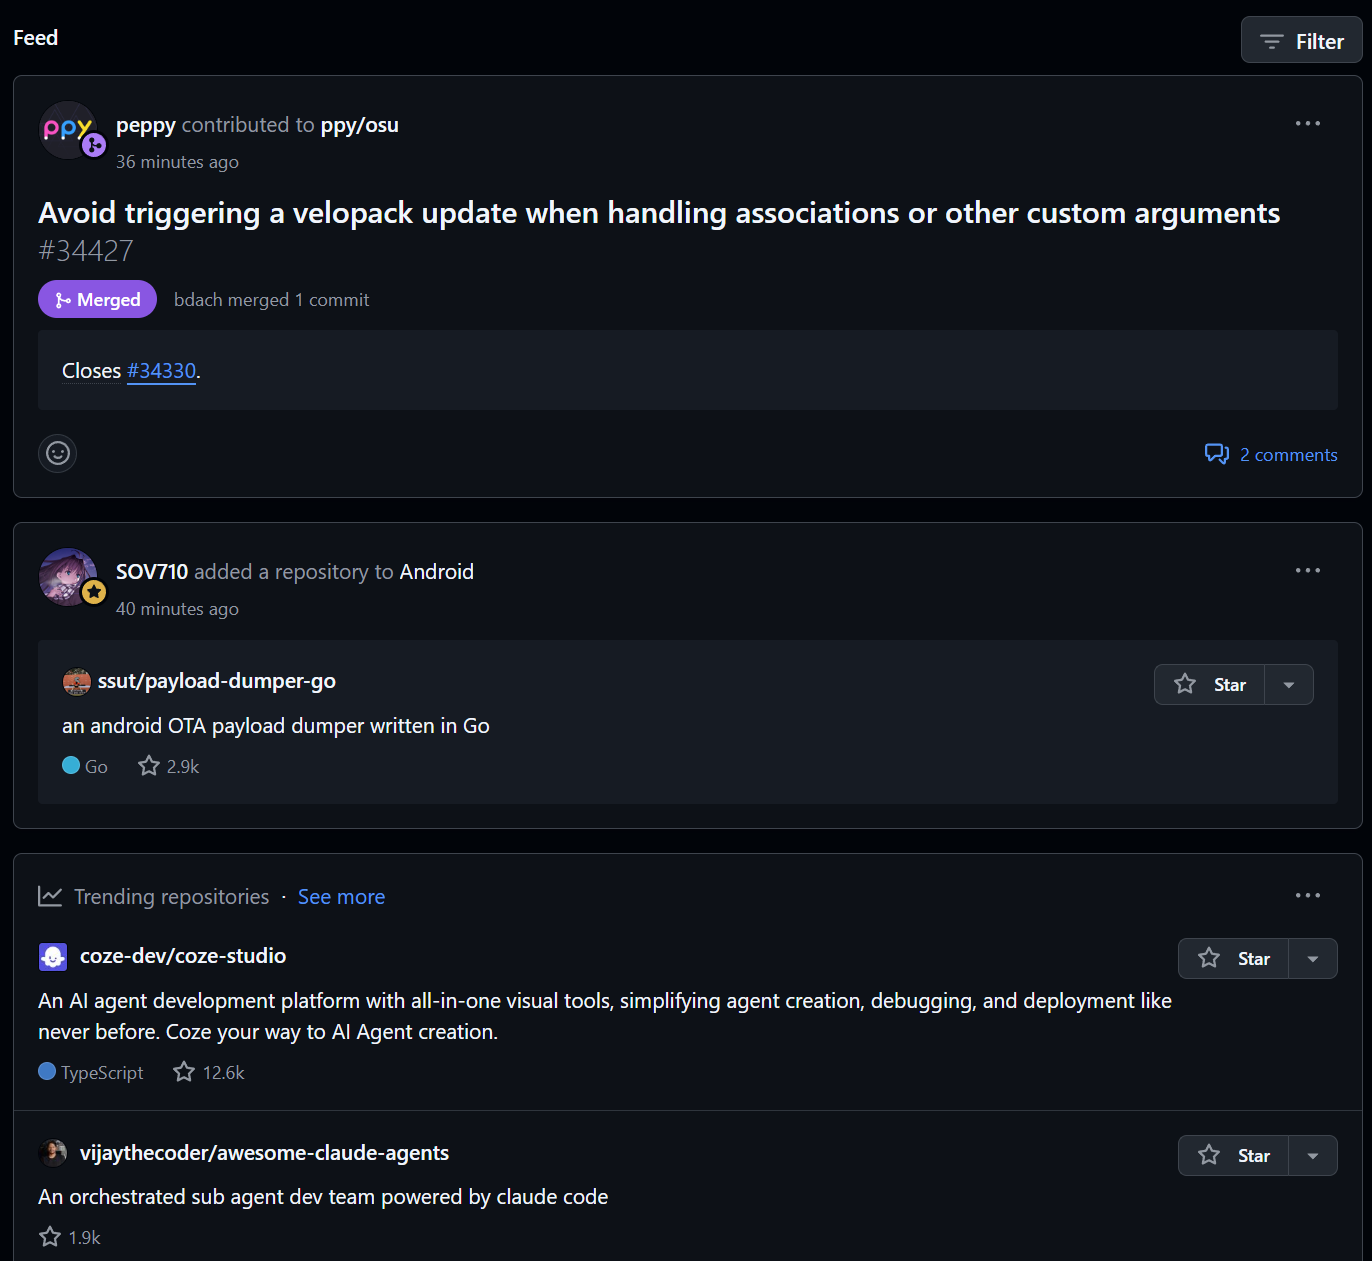 Feed
Filter
ppy
peppy contributed to ppy/osu
36 minutes ago
Avoid triggering a velopack update when handling associations or other custom arguments
#34427
Merged
bdach merged 1 commit
Closes #34330.
2 comments
SOV710 added a repository to Android
40 minutes ago
ssut/payload-dumper-go
Star
an android OTA payload dumper written in Go
Go
2.9k
Trending repositories · See more
coze-dev/coze-studio
Star
An AI agent development platform with all-in-one visual tools, simplifying agent creation, debugging, and deployment like
never before. Coze your way to AI Agent creation.
TypeScript
12.6k
vijaythecoder/awesome-claude-agents
Star
An orchestrated sub agent dev team powered by claude code
1.9k